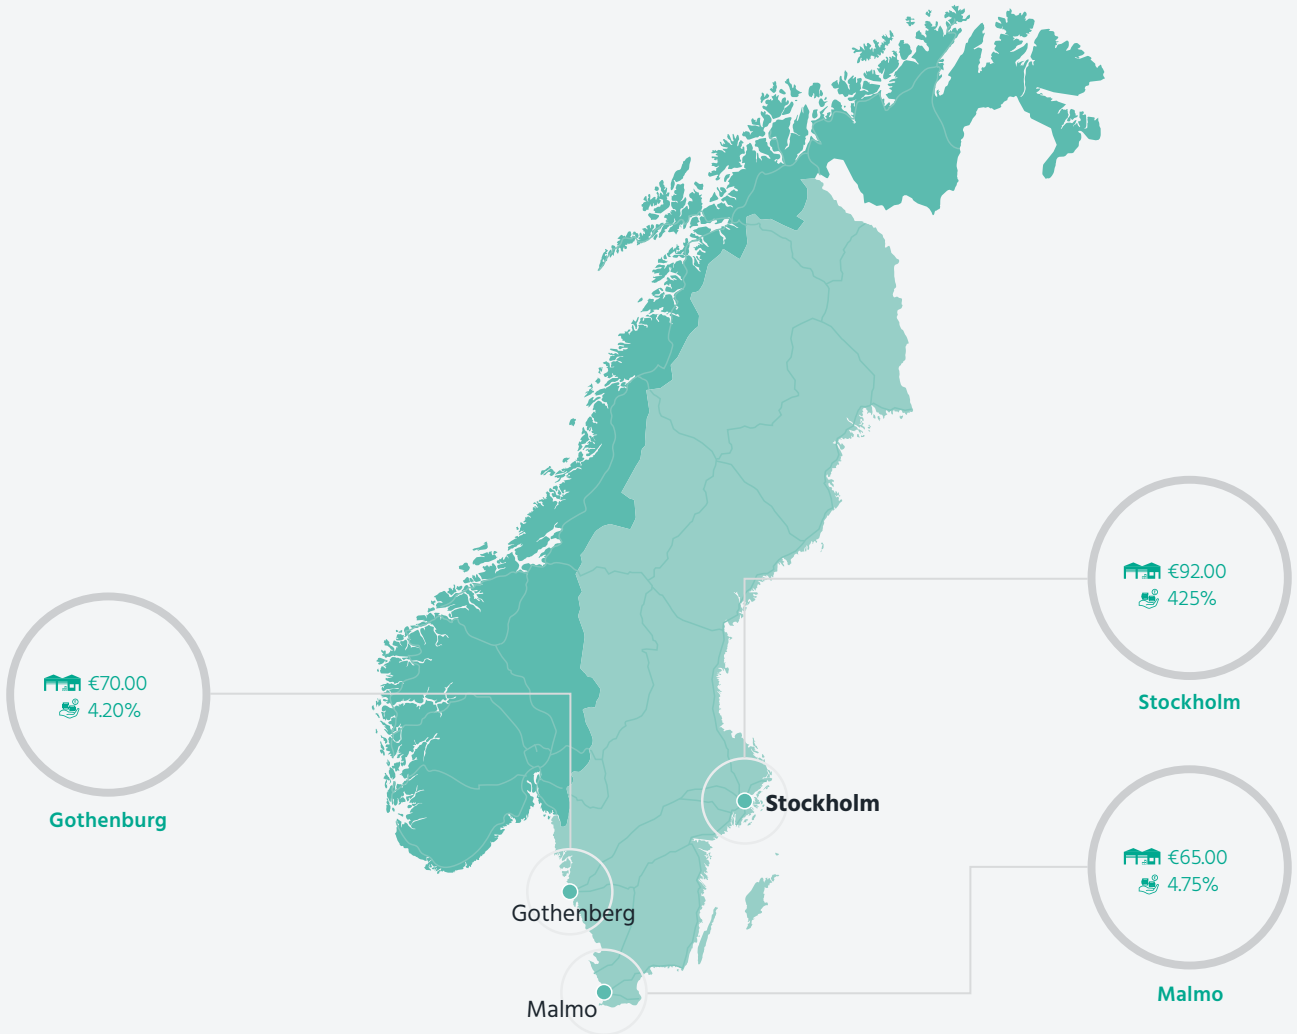 €92.00
425%
Stockholm
€70.00
4.20%
Gothenburg
Stockholm
€65.00
4.75%
Malmo
Gothenberg
Malmo